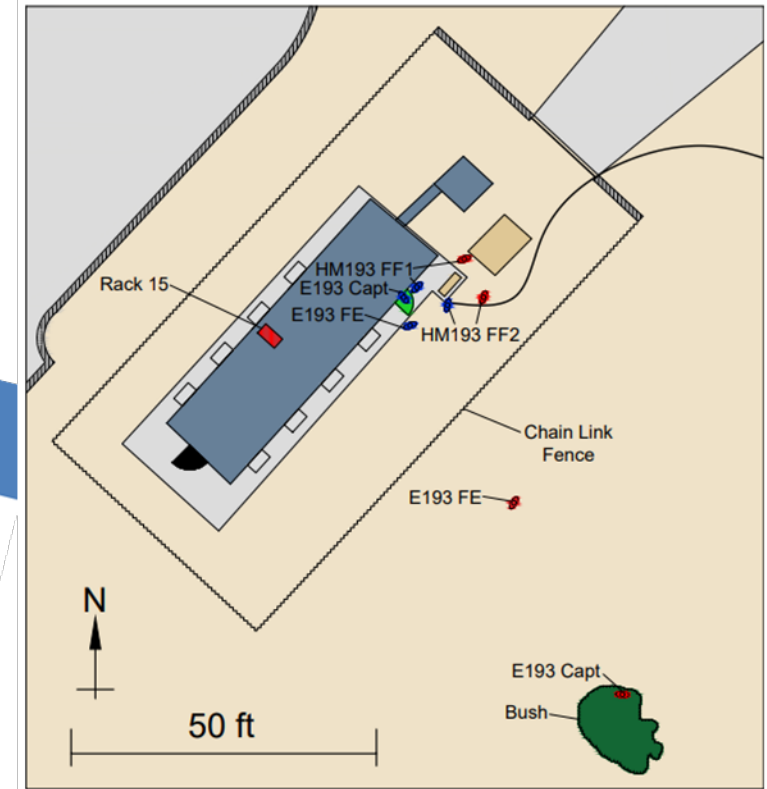 HM193 FF1
Rack 15
E193 Capt
E193 FE
HM193 FF2
Chain Link
Fence
E193 FE
N
E193 Capt
Bush
50 ft